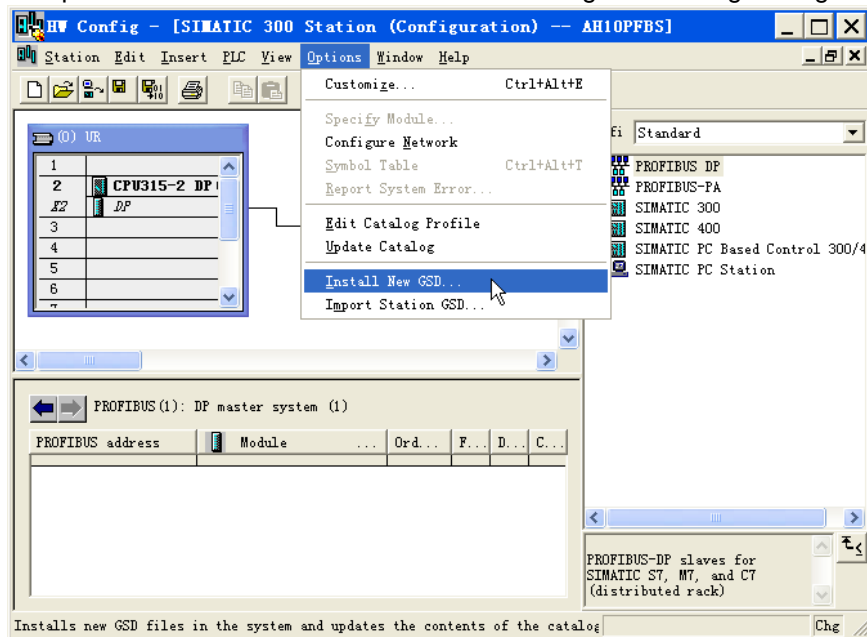 HW Config - [SIMATIC 300 Station (Configuration) -- AH10PFBS]
Station Edit Insert PLC View Options Window Help
Customize... Ctrl+Alt+E
Specify Module...
Configure Network
Symbol Table Ctrl+Alt+T
Report System Error...
Edit Catalog Profile
Update Catalog
Install New GSD...
Import Station GSD...
(0) UR
1
2 CPU315-2 DP(
X2 DP
3
4
5
6
7
fi Standard
PROFIBUS DP
PROFIBUS-PA
SIMATIC 300
SIMATIC 400
SIMATIC PC Based Control 300/4
SIMATIC PC Station
PROFIBUS(1): DP master system (1)
PROFIBUS address Module ... Ord... F... D... C...
PROFIBUS-DP slaves for
SIMATIC S7, M7, and C7
(distributed rack)
Installs new GSD files in the system and updates the contents of the catalog
Chg